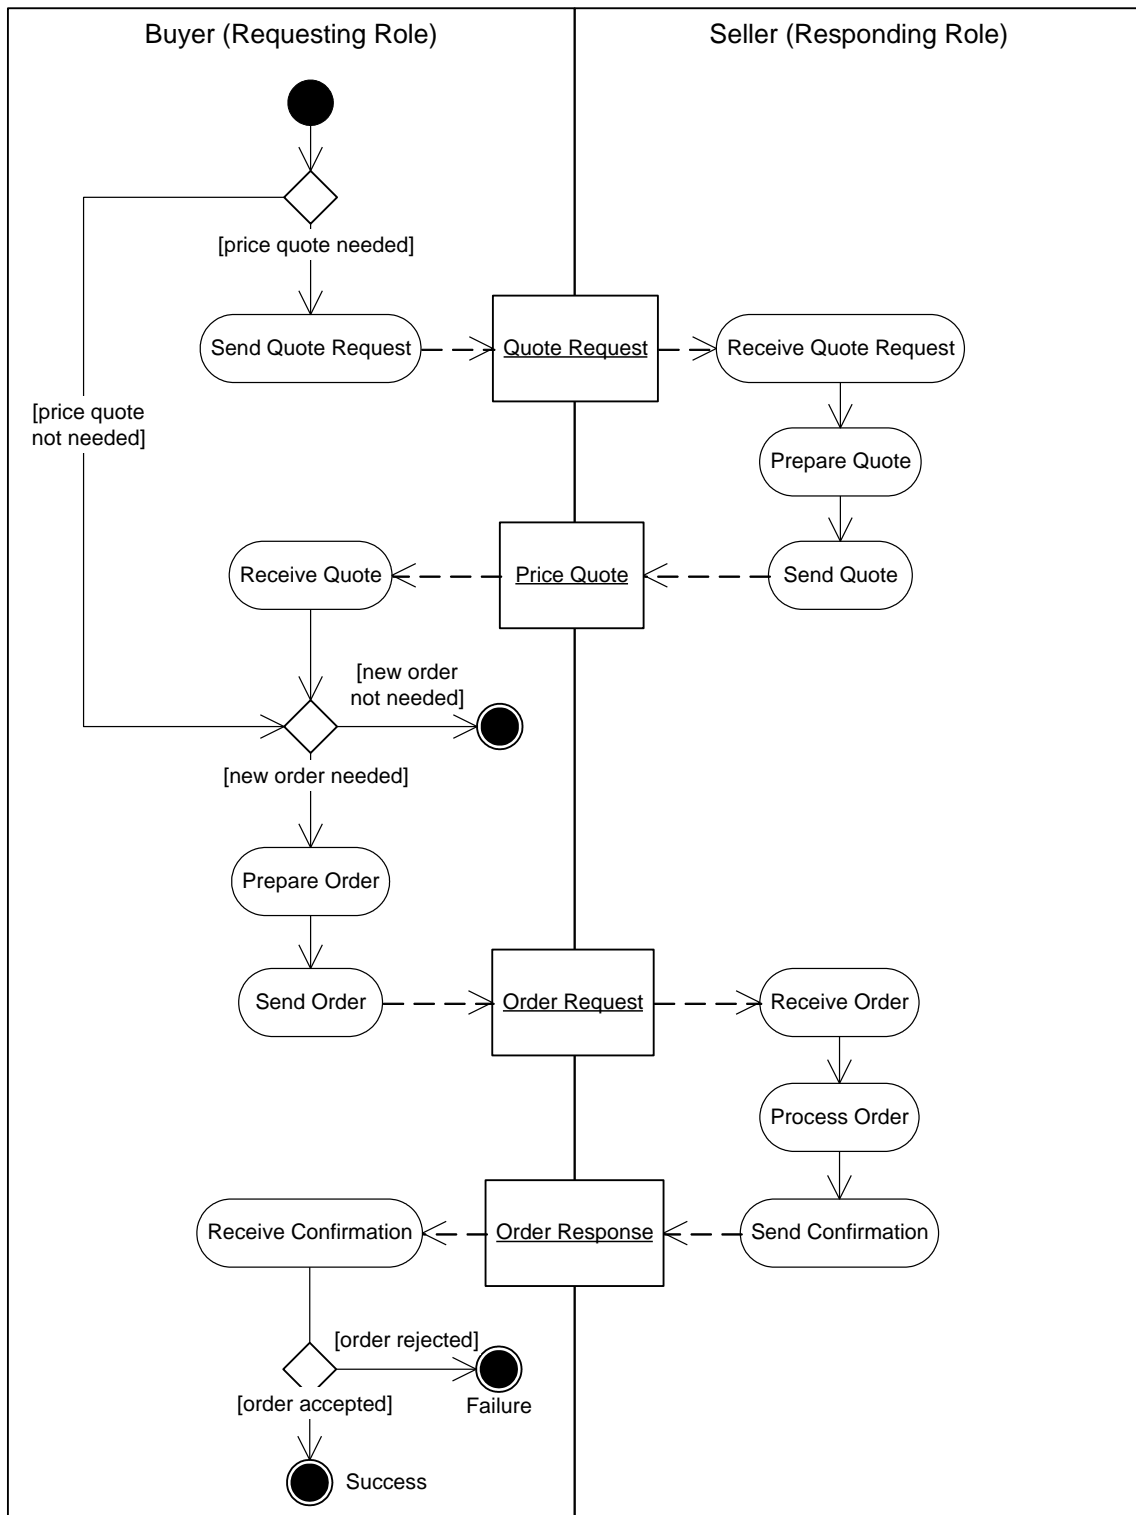 Buyer (Requesting Role)
Seller (Responding Role)
[price quote needed]
Send Quote Request
Quote Request
Receive Quote Request
[price quote
not needed]
Prepare Quote
Receive Quote
Price Quote
Send Quote
[new order
not needed]
[new order needed]
Prepare Order
Send Order
Order Request
Receive Order
Process Order
Receive Confirmation
Order Response
Send Confirmation
[order rejected]
[order accepted]
Failure
Success